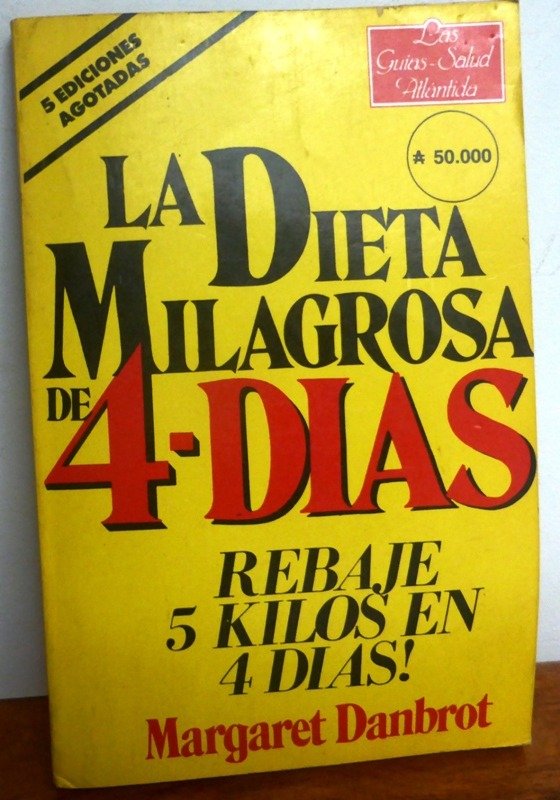 5 EDICIONES
AGOTADAS
Las
Guías-Salud
Atlántida
₳ 50.000
LA DIETA
MILAGROSA
DE 4-DIAS
REBAJE
5 KILOS EN
4 DIAS!
Margaret Danbrot